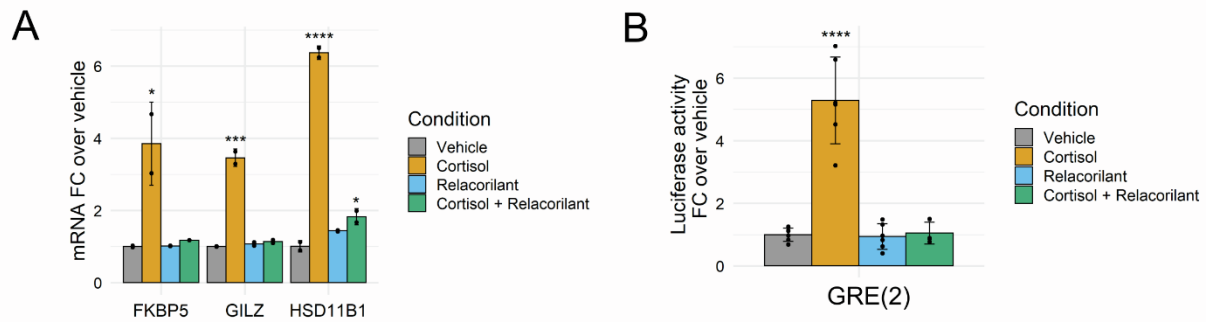 A
mRNA FC over vehicle
6
4
2
0
*
***
****
*
FKBP5 GILZ HSD11B1
Condition
Vehicle
Cortisol
Relacorilant
Cortisol + Relacorilant
B
Luciferase activity
FC over vehicle
6
4
2
0
****
GRE(2)
Condition
Vehicle
Cortisol
Relacorilant
Cortisol + Relacorilant